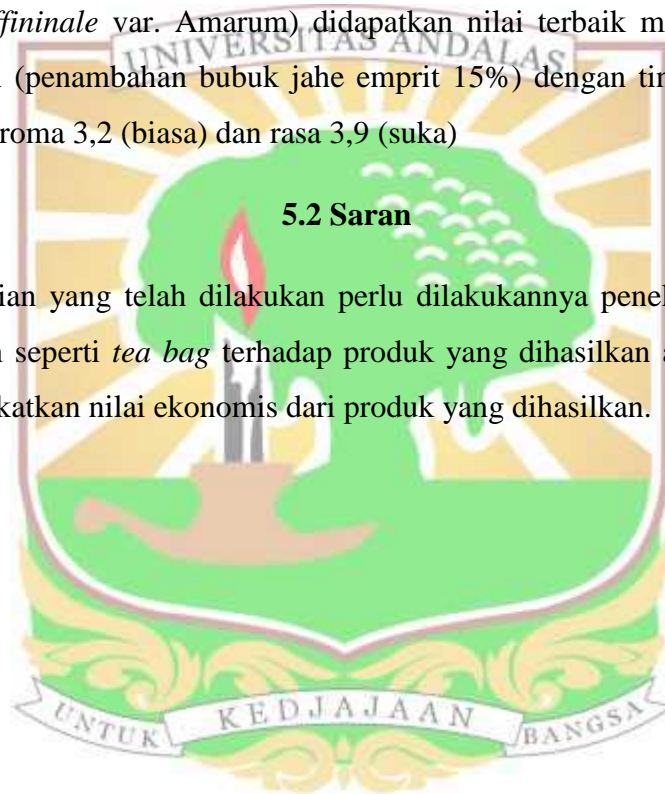 ffininale var. Amarum) didapatkan nilai terbaik m
UNIVERSITAS ANDALAS
(penambahan bubuk jahe emprit 15%) dengan tin
roma 3,2 (biasa) dan rasa 3,9 (suka)
5.2 Saran
ian yang telah dilakukan perlu dilakukannya penel
seperti tea bag terhadap produk yang dihasilkan a
katkan nilai ekonomis dari produk yang dihasilkan.
UNTUK KEDJAJAAN BANGSA